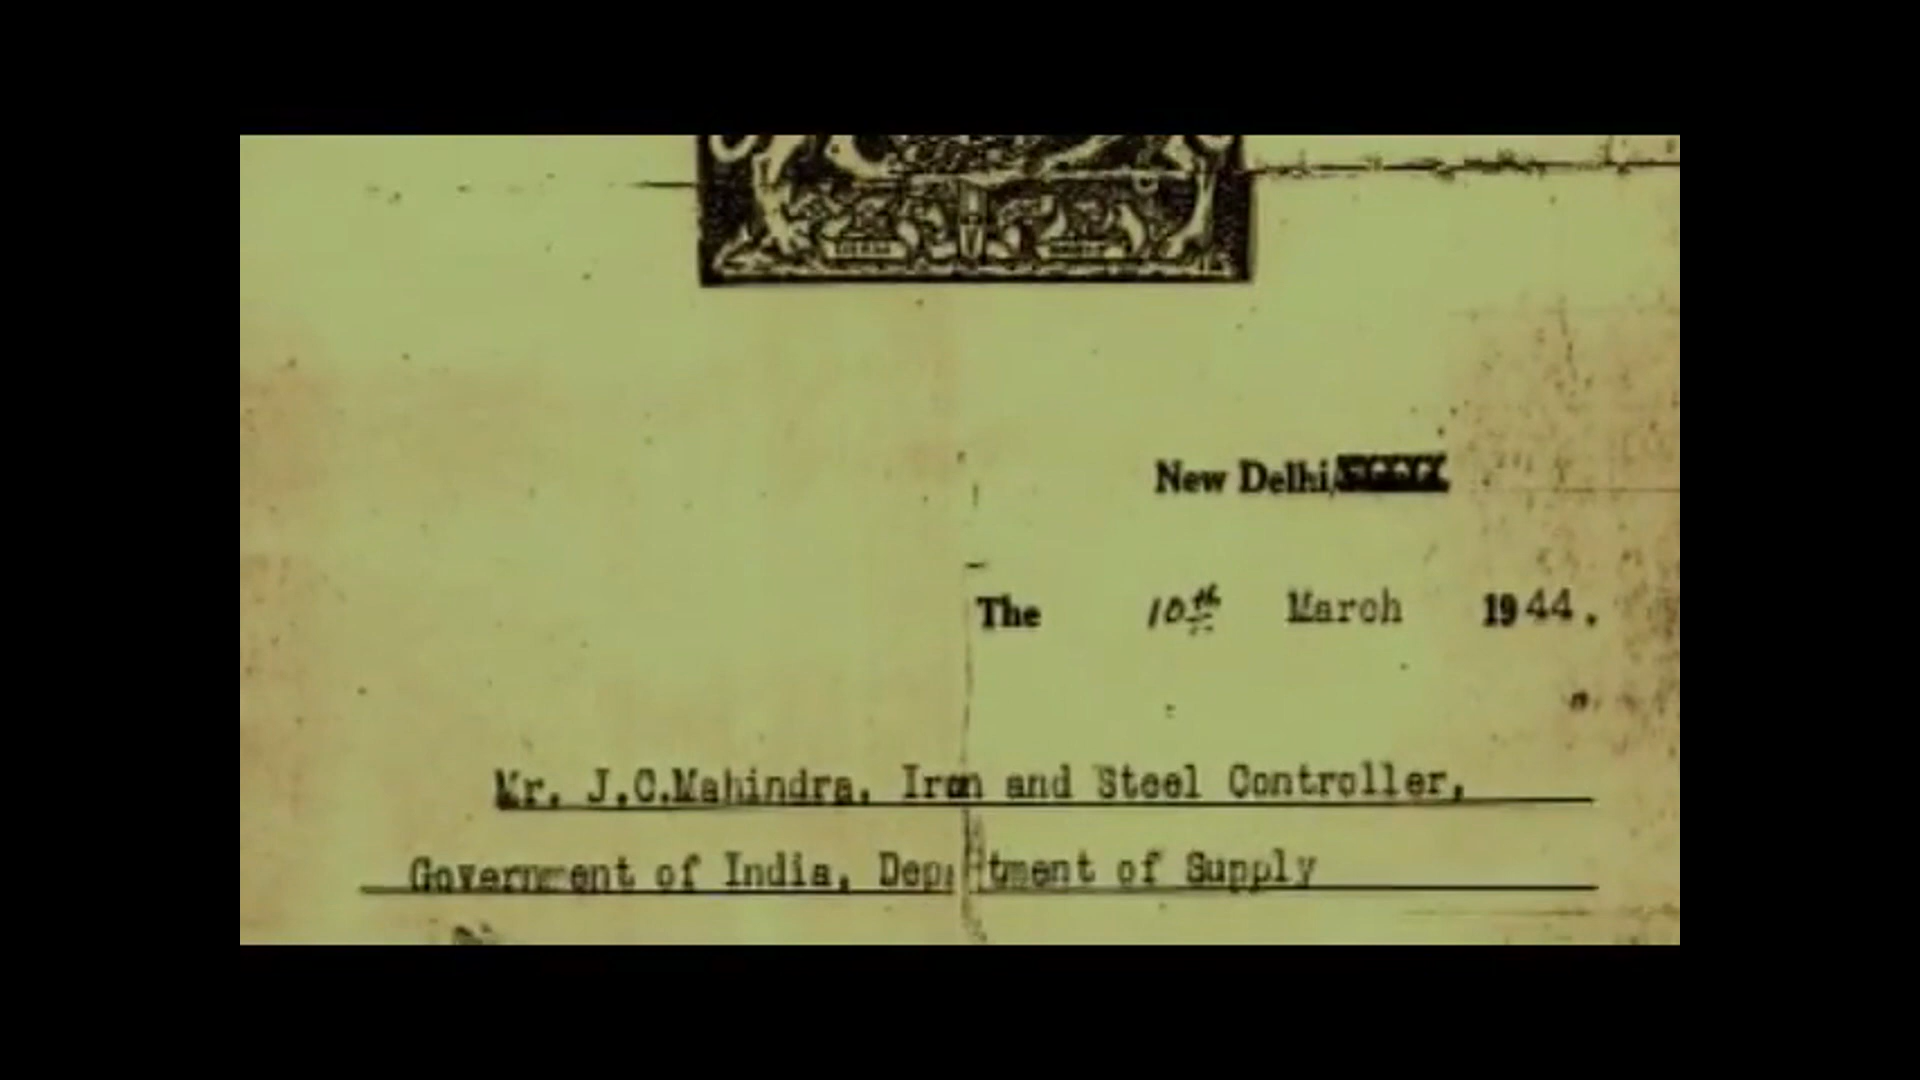 New Delhi,
The 10th March 1944.
Mr. J.C.Mahindra, Iron and Steel Controller,
Government of India, Department of Supply